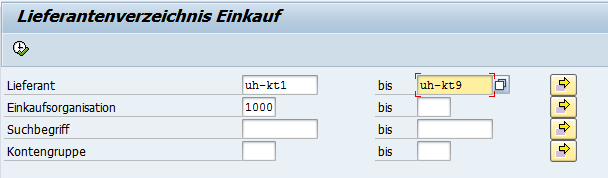 Lieferantenverzeichnis Einkauf
Lieferant uh-kt1 bis uh-kt9
Einkaufsorganisation 1000 bis
Suchbegriff bis
Kontengruppe bis